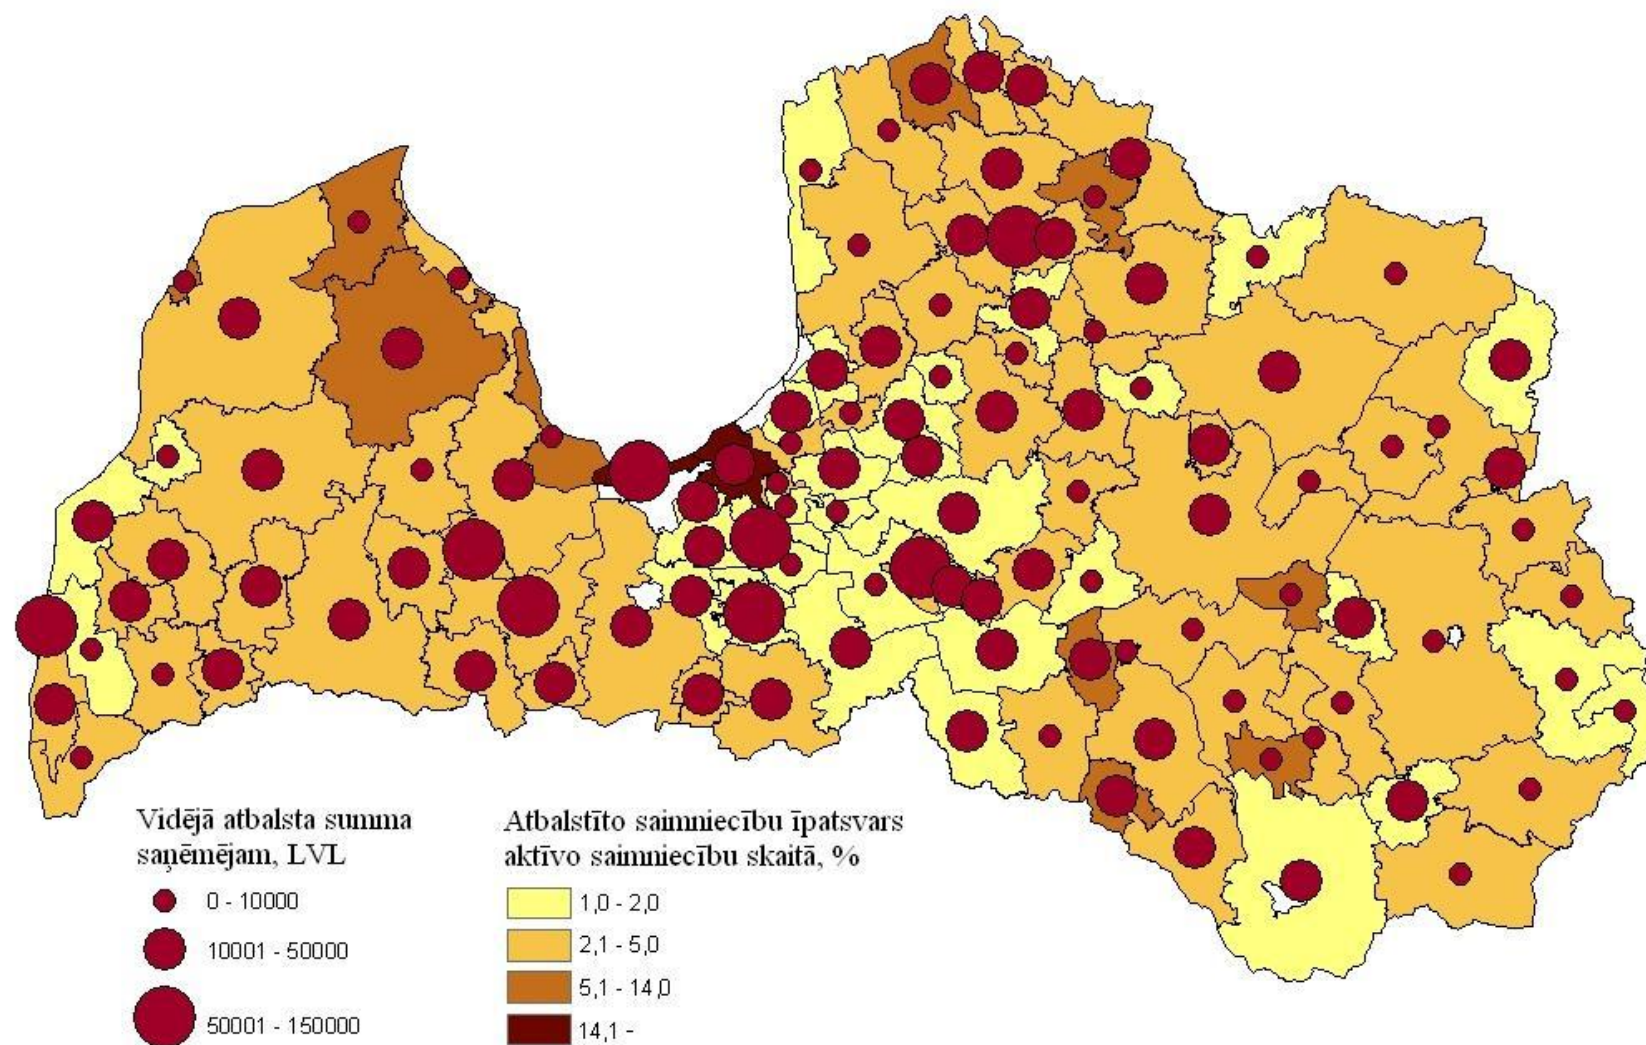 Vidējā atbalsta summa
saņēmējam, LVL
0 - 10000
10001 - 50000
50001 - 150000
Atbalstīto saimniecību īpatsvars
aktīvo saimniecību skaitā, %
1,0 - 2,0
2,1 - 5,0
5,1 - 14,0
14,1 -